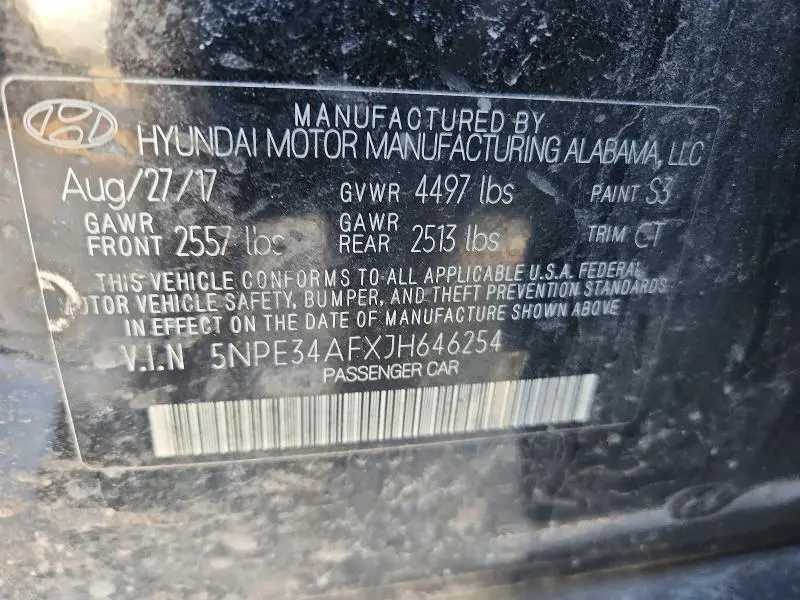 MANUFACTURED BY
HYUNDAI MOTOR MANUFACTURING ALABAMA, LLC
Aug/27/17 GVWR 4497 lbs PAINT S3
GAWR FRONT 2557 lbs GAWR REAR 2513 lbs TRIM CT
THIS VEHICLE CONFORMS TO ALL APPLICABLE U.S.A. FEDERAL
MOTOR VEHICLE SAFETY, BUMPER, AND THEFT PREVENTION STANDARDS
IN EFFECT ON THE DATE OF MANUFACTURE SHOWN ABOVE
V.I.N 5NPE34AFXJH646254
PASSENGER CAR